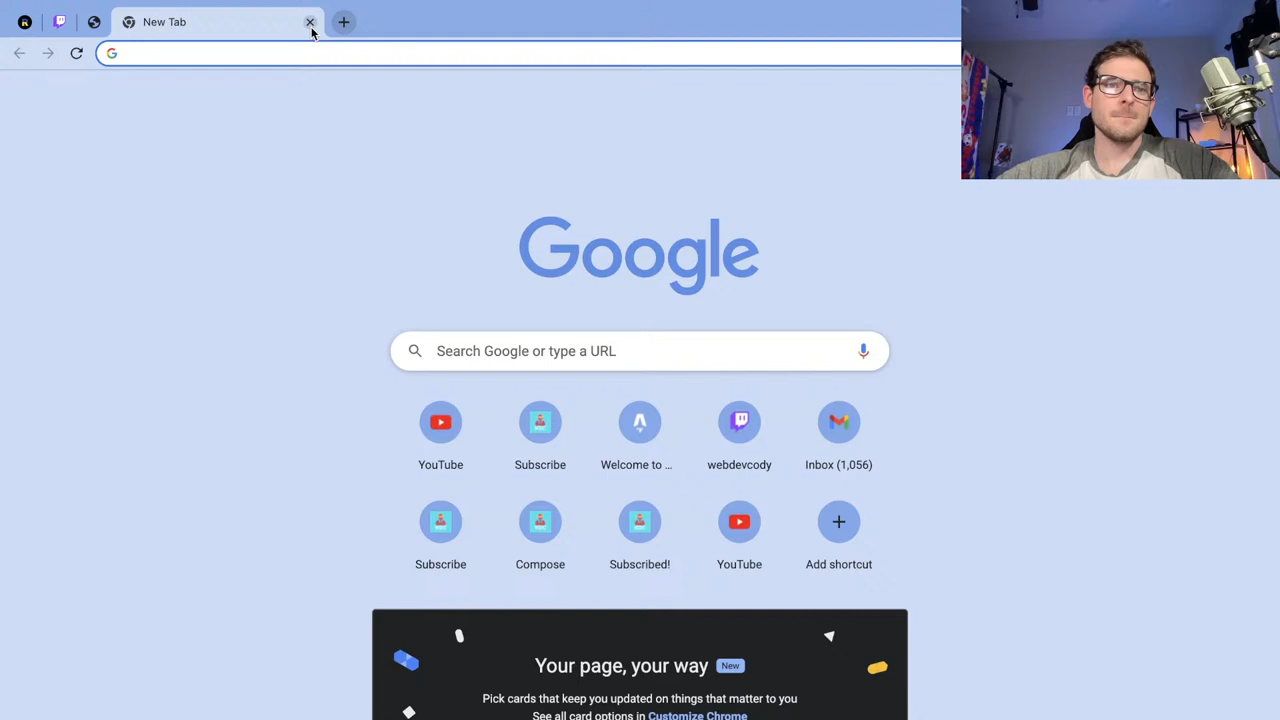 New Tab
Google
Search Google or type a URL
YouTube
Subscribe
Welcome to ...
webdevcody
Inbox (1,056)
Subscribe
Compose
Subscribed!
YouTube
Add shortcut
Your page, your way New
Pick cards that keep you updated on things that matter to you
See all card options in Customize Chrome